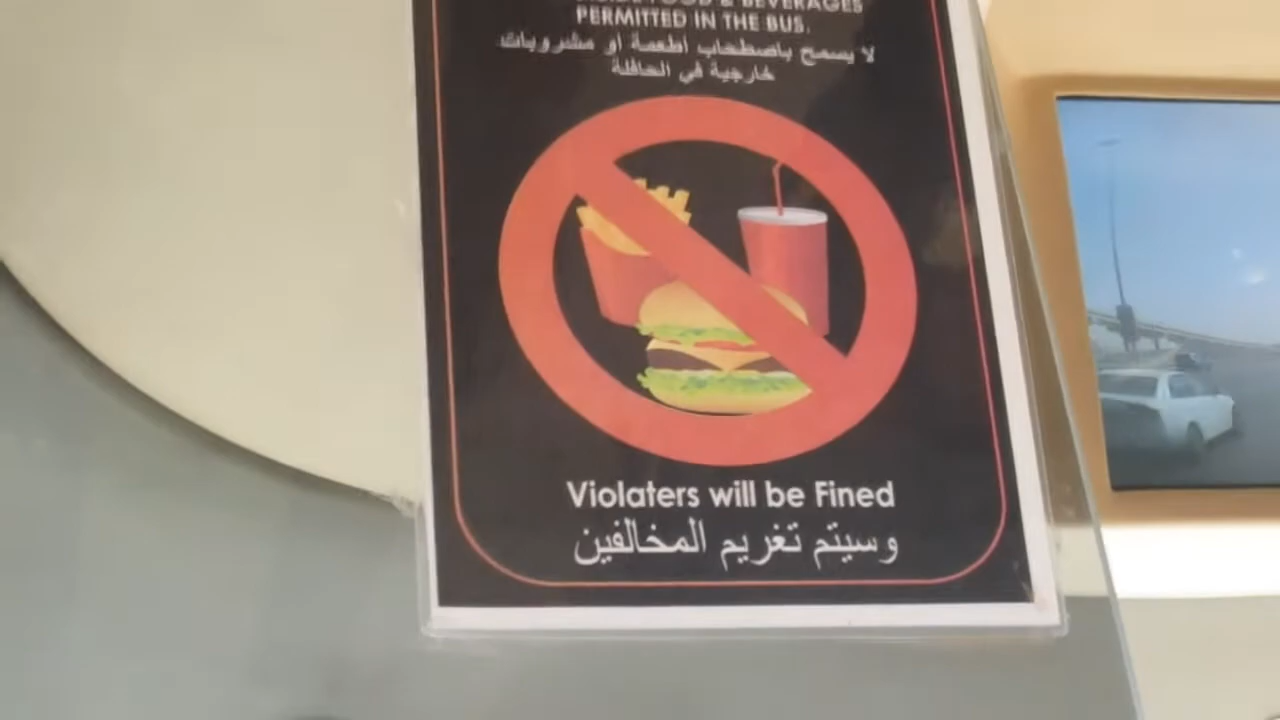 FOOD & BEVERAGES
PERMITTED IN THE BUS.
لا يسمح باصطحاب أطعمة أو مشروبات
خارجية في الحافلة
Violaters will be Fined
وسيتم تغريم المخالفين